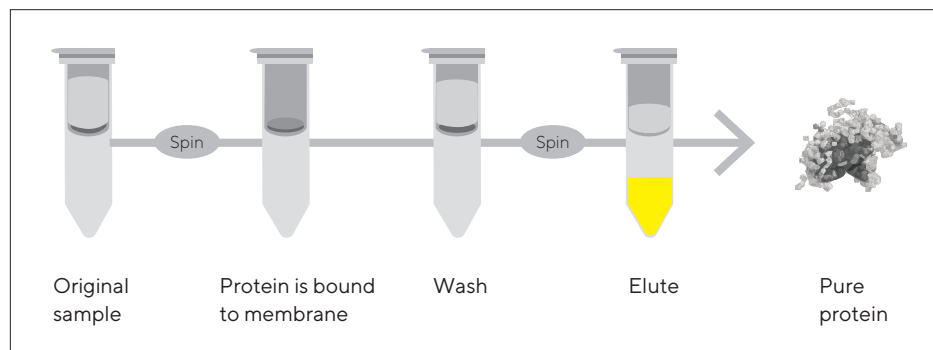 Spin
Spin
Original
sample
Protein is bound
to membrane
Wash
Elute
Pure
protein